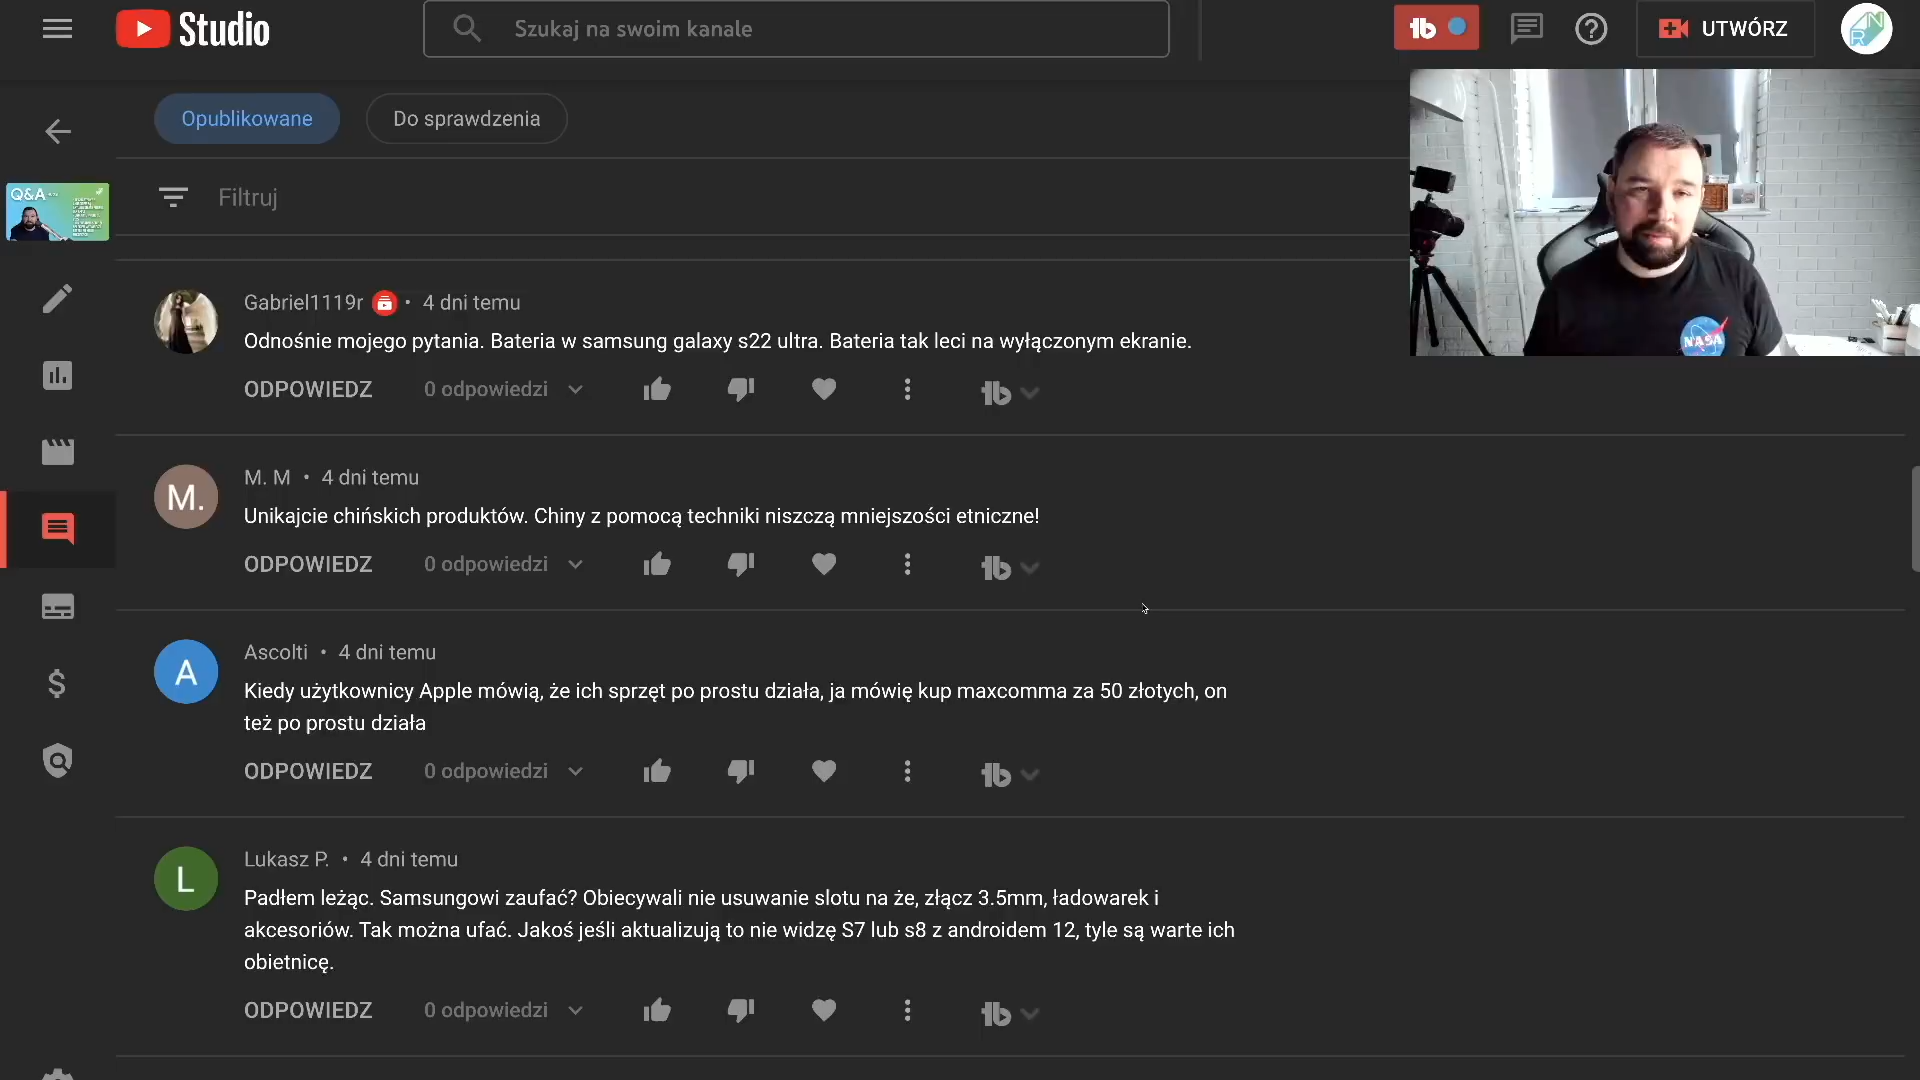 Studio
Szukaj na swoim kanale
UTWÓRZ
Opublikowane
Do sprawdzenia
Filtruj
Q&A
NASA
Gabriel1119r • 4 dni temu
Odnośnie mojego pytania. Bateria w samsung galaxy s22 ultra. Bateria tak leci na wyłączonym ekranie.
ODPOWIEDZ 0 odpowiedzi
M.
M. M • 4 dni temu
Unikajcie chińskich produktów. Chiny z pomocą techniki niszczą mniejszości etniczne!
ODPOWIEDZ 0 odpowiedzi
A
Ascolti • 4 dni temu
Kiedy użytkownicy Apple mówią, że ich sprzęt po prostu działa, ja mówię kup maxcomma za 50 złotych, on
też po prostu działa
ODPOWIEDZ 0 odpowiedzi
L
Lukasz P. • 4 dni temu
Padłem leżąc. Samsungowi zaufać? Obiecywali nie usuwanie slotu na że, złącz 3.5mm, ładowarek i
akcesoriów. Tak można ufać. Jakoś jeśli aktualizują to nie widzę S7 lub s8 z androidem 12, tyle są warte ich
obietnicę.
ODPOWIEDZ 0 odpowiedzi